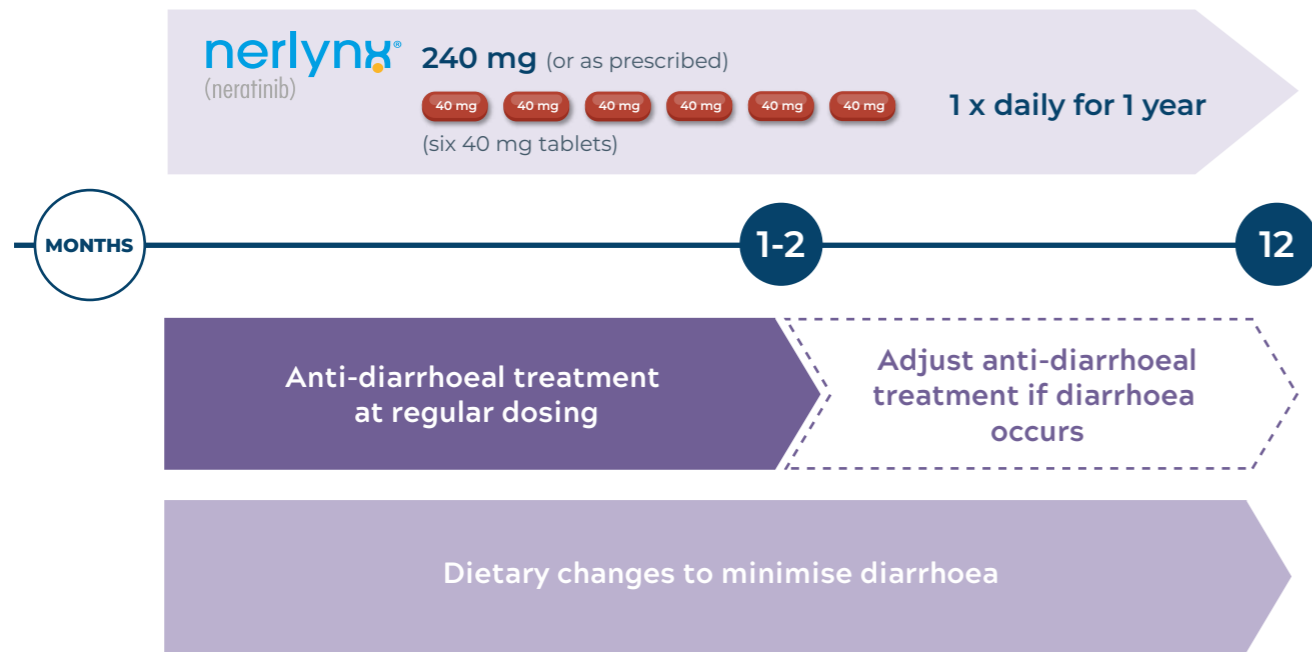 nerlynx®
(neratinib)
240 mg (or as prescribed)
40 mg 40 mg 40 mg 40 mg 40 mg 40 mg
(six 40 mg tablets)
1 x daily for 1 year
MONTHS
1-2
12
Anti-diarrhoeal treatment
at regular dosing
Adjust anti-diarrhoeal
treatment if diarrhoea
occurs
Dietary changes to minimise diarrhoea